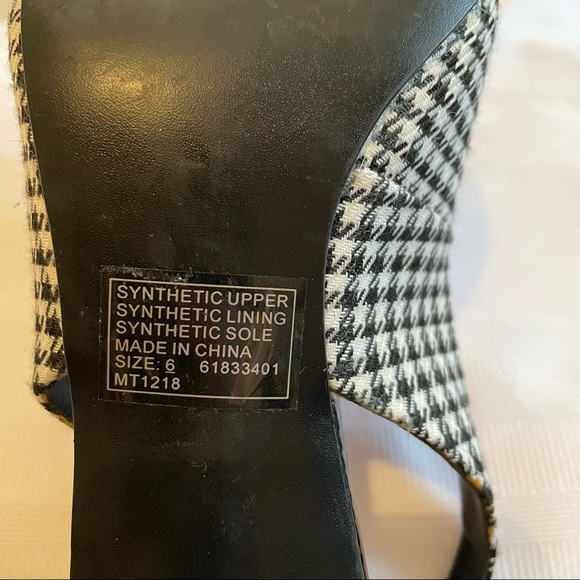 SYNTHETIC UPPER
SYNTHETIC LINING
SYNTHETIC SOLE
MADE IN CHINA
SIZE: 6 61833401
MT1218